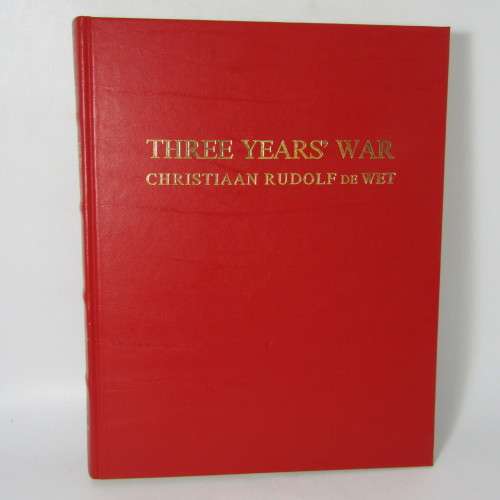 THREE YEARS' WAR
CHRISTIAAN RUDOLF DE WET